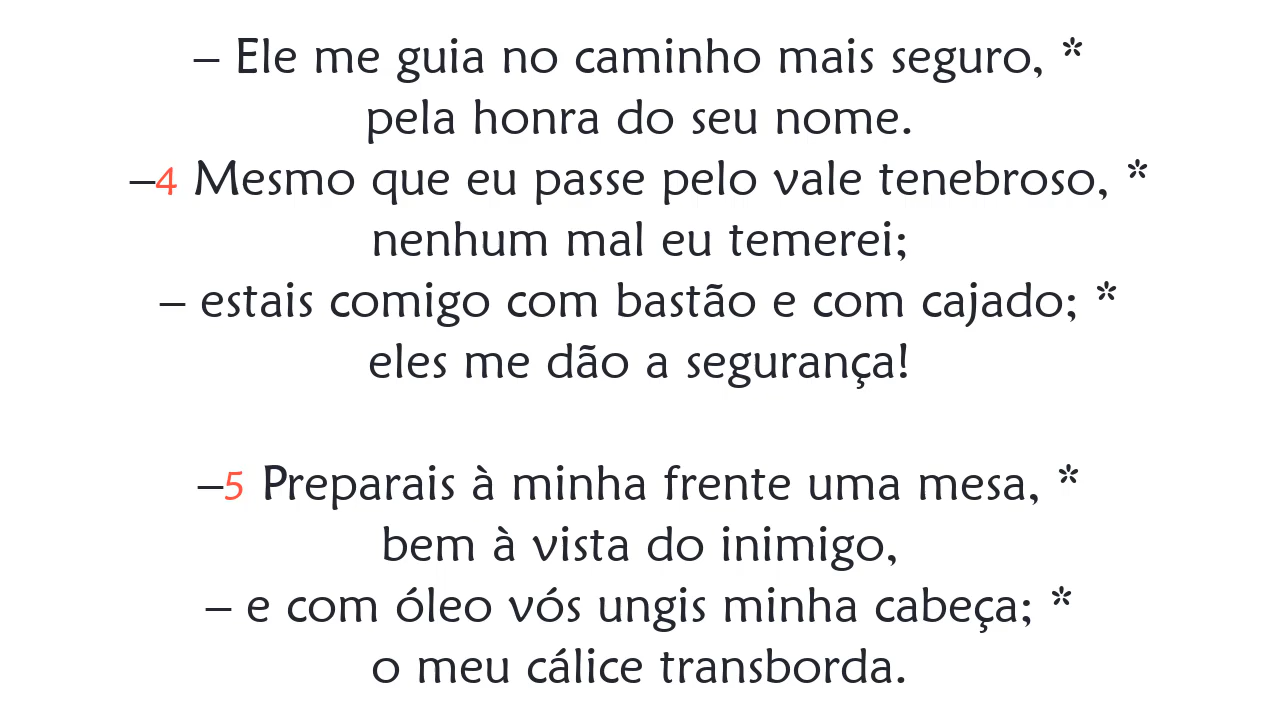 – Ele me guia no caminho mais seguro, *
pela honra do seu nome.
–4 Mesmo que eu passe pelo vale tenebroso, *
nenhum mal eu temerei;
– estais comigo com bastão e com cajado; *
eles me dão a segurança!
–5 Preparais à minha frente uma mesa, *
bem à vista do inimigo,
– e com óleo vós ungis minha cabeça; *
o meu cálice transborda.